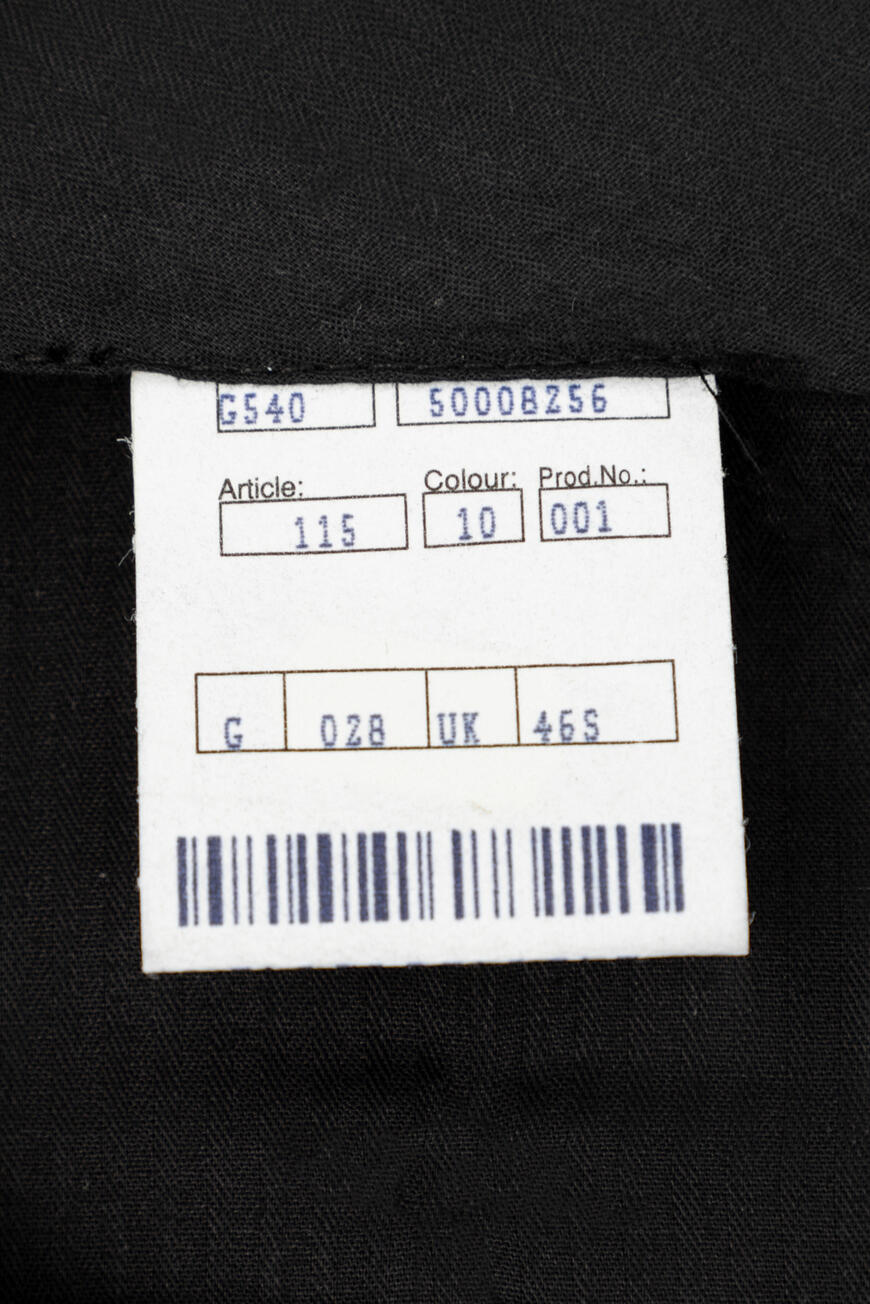 G540 50008256
Article: Colour: Prod.No.:
115 10 001
G 028 UK 46S